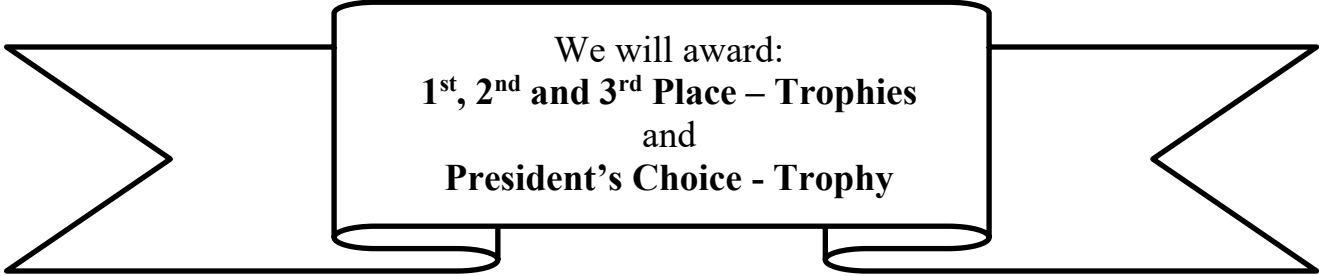 We will award:
1st, 2nd and 3rd Place – Trophies
and
President’s Choice - Trophy